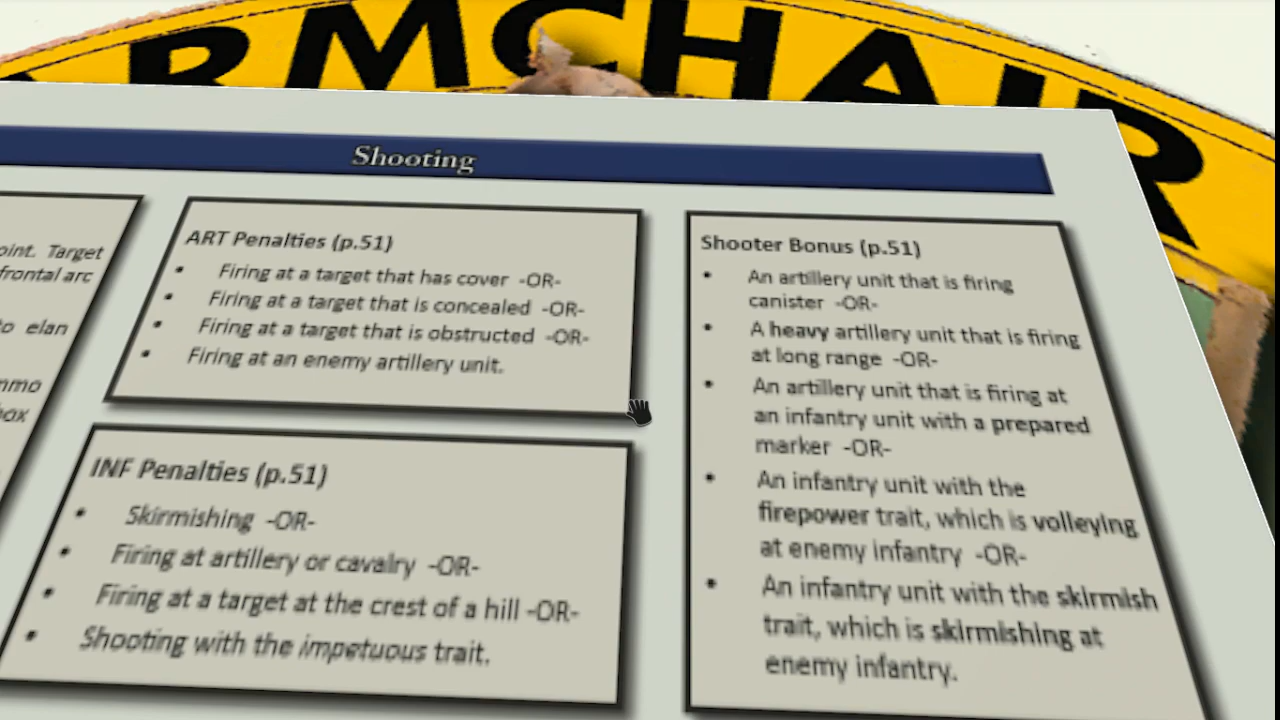 ARMCHAIR
Shooting
oint. Target
frontal arc
to elan
mmo
box
ART Penalties (p.51)
• Firing at a target that has cover -OR-
• Firing at a target that is concealed -OR-
• Firing at a target that is obstructed -OR-
• Firing at an enemy artillery unit.
INF Penalties (p.51)
• Skirmishing -OR-
• Firing at artillery or cavalry -OR-
• Firing at a target at the crest of a hill -OR-
• Shooting with the impetuous trait.
Shooter Bonus (p.51)
• An artillery unit that is firing
canister -OR-
• A heavy artillery unit that is firing
at long range -OR-
• An artillery unit that is firing at
an infantry unit with a prepared
marker -OR-
• An infantry unit with the
firepower trait, which is volleying
at enemy infantry -OR-
• An infantry unit with the skirmish
trait, which is skirmishing at
enemy infantry.